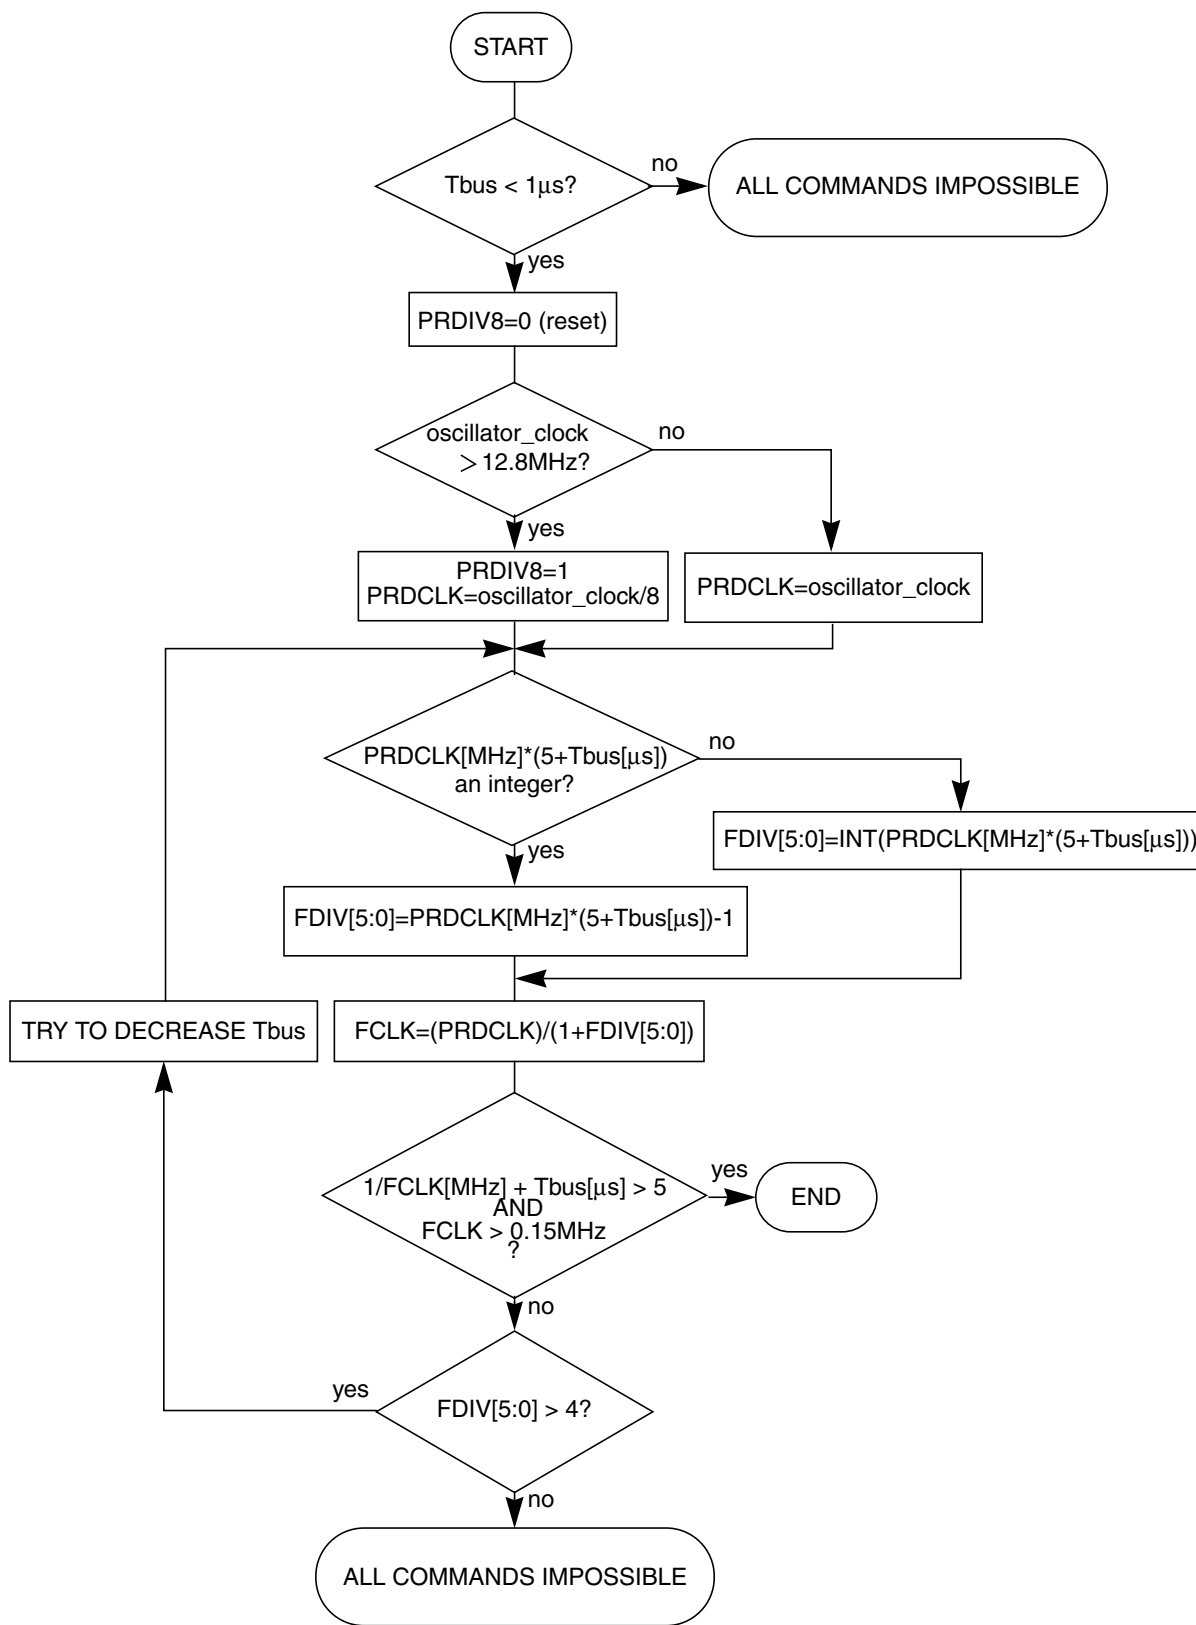 START
Tbus < 1μs?
no
ALL COMMANDS IMPOSSIBLE
yes
PRDIV8=0 (reset)
oscillator_clock
> 12.8MHz?
no
yes
PRDIV8=1
PRDCLK=oscillator_clock/8
PRDCLK=oscillator_clock
PRDCLK[MHz]*(5+Tbus[μs])
an integer?
no
yes
FDIV[5:0]=INT(PRDCLK[MHz]*(5+Tbus[μs]))
FDIV[5:0]=PRDCLK[MHz]*(5+Tbus[μs])-1
TRY TO DECREASE Tbus
FCLK=(PRDCLK)/(1+FDIV[5:0])
1/FCLK[MHz] + Tbus[μs] > 5
AND
FCLK > 0.15MHz
?
yes
END
no
FDIV[5:0] > 4?
yes
no
ALL COMMANDS IMPOSSIBLE